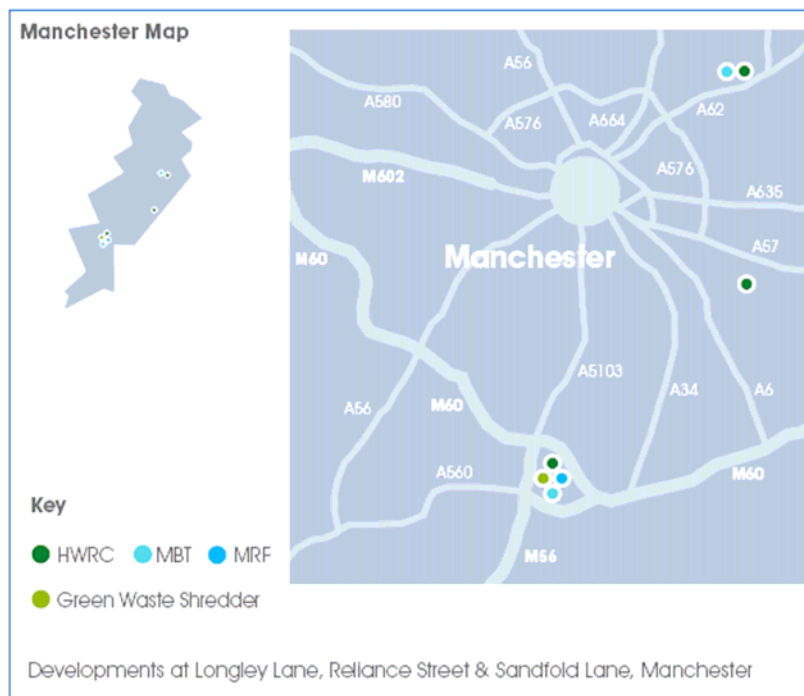 Manchester Map
A56
A580
A576
A664
A62
M602
A576
A635
A57
M60
Manchester
A5103
A34
A6
M60
A56
A560
M60
M56
Key
HWRC
MBT
MRF
Green Waste Shredder
Developments at Longley Lane, Reliance Street & Sandfold Lane, Manchester